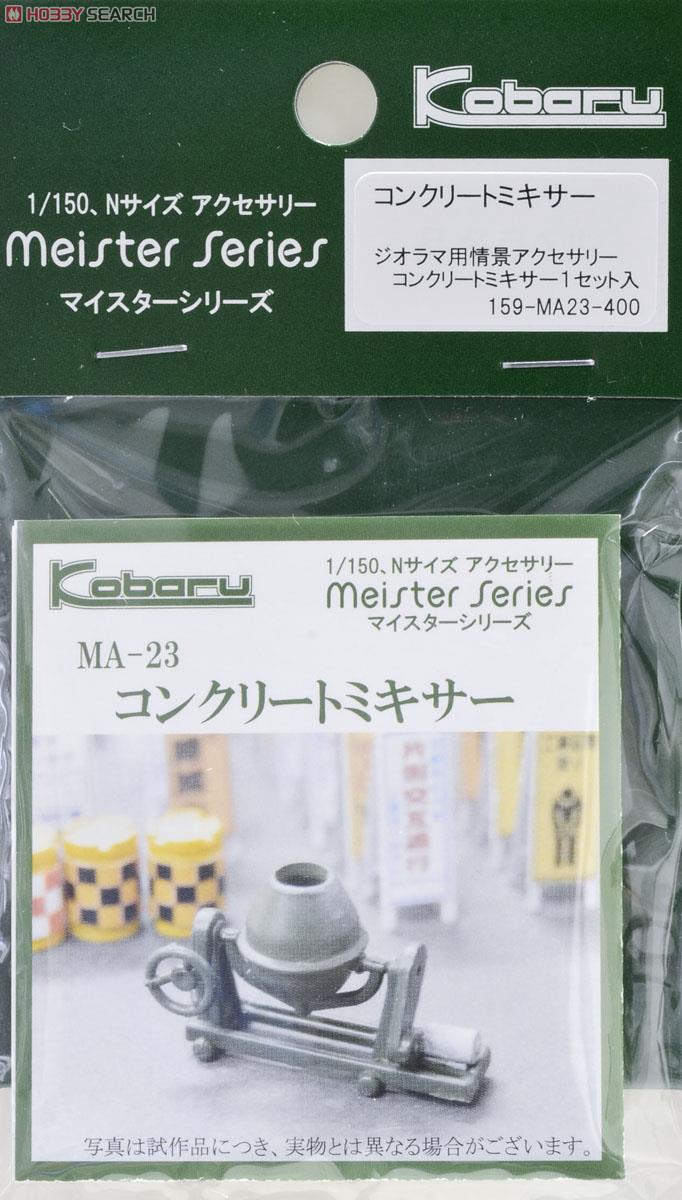 HOBBY SEARCH
Kobaru
1/150、Nサイズ アクセサリー
Meister Series
マイスターシリーズ
コンクリートミキサー
ジオラマ用情景アクセサリー
コンクリートミキサー1セット入
159-MA23-400
Kobaru
1/150、Nサイズ アクセサリー
Meister Series
マイスターシリーズ
MA-23
コンクリートミキサー
片側交互通行
写真は試作品につき、実物とは異なる場合がございます。